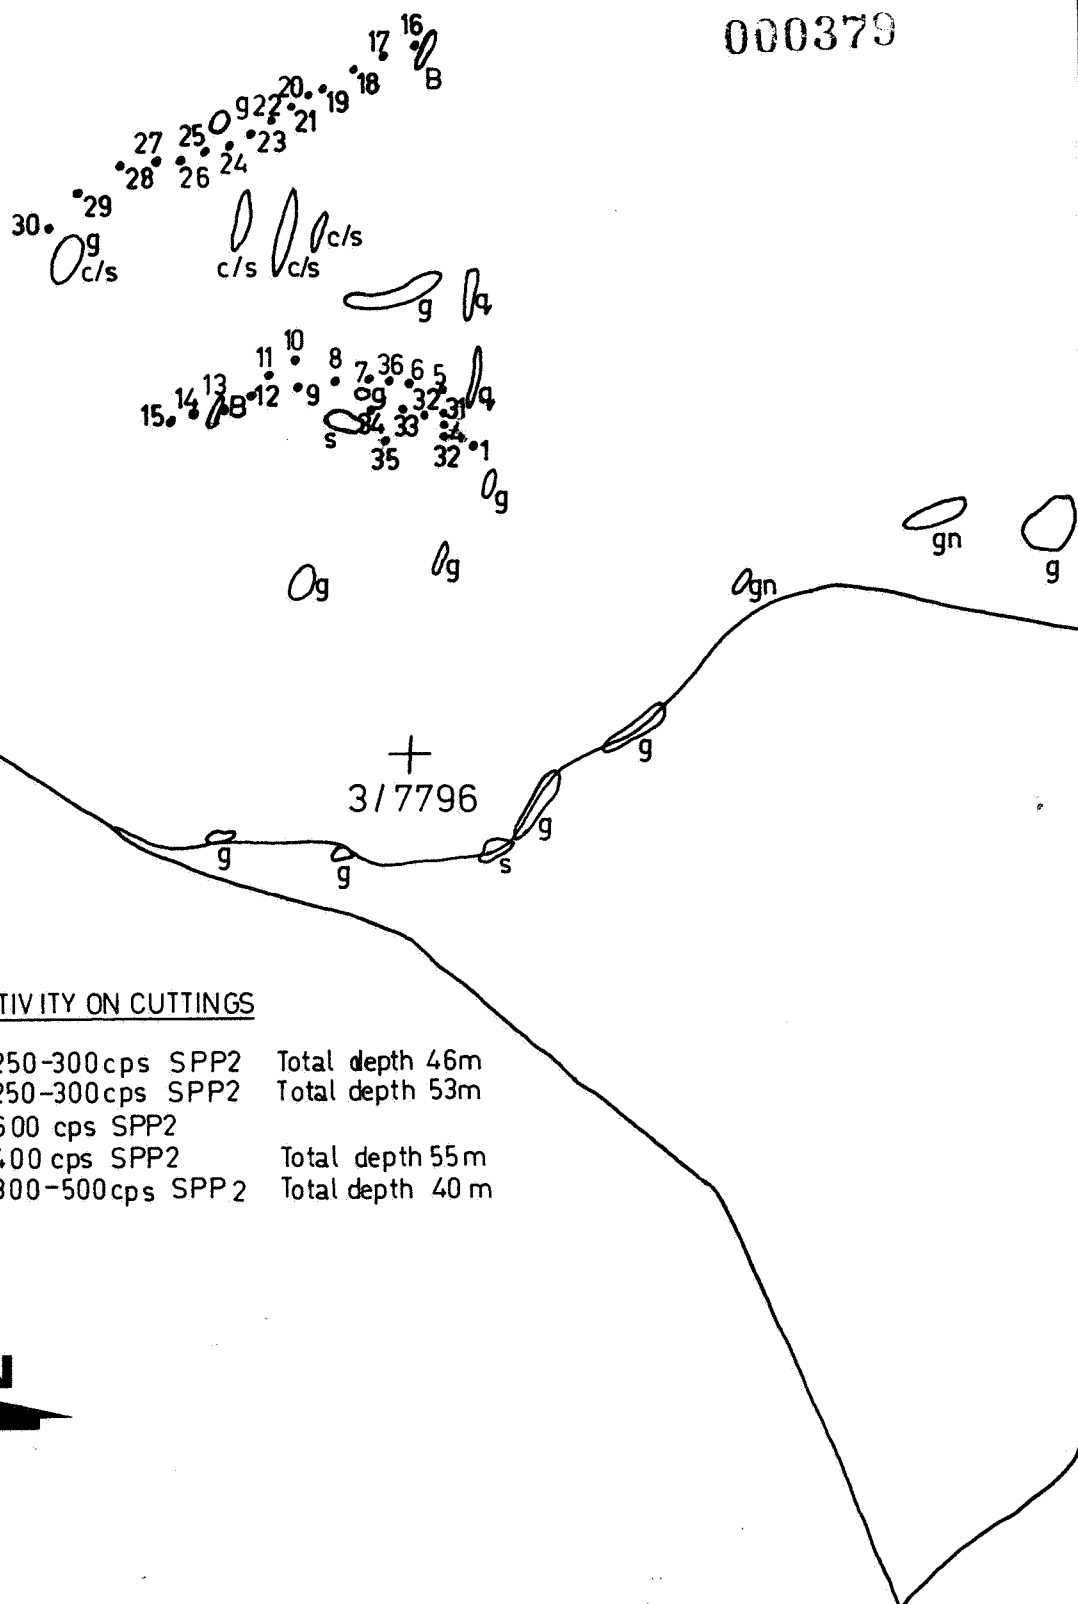 000379
16
17
B
18
20
19
g 22
21
25
23
27
24
28
26
29
30
g
c/s
c/s
c/s
c/s
g
q
10
11
8
7
36
6
5
13
12
9
g
32
q
14
B
31
15
34
33
4
s
35
32
1
g
g
g
gn
g
gn
g
3/7796
g
g
g
s
TIVITY ON CUTTINGS
250-300cps SPP2 Total depth 46m
250-300cps SPP2 Total depth 53m
600 cps SPP2
400 cps SPP2 Total depth 55m
300-500cps SPP2 Total depth 40m
N